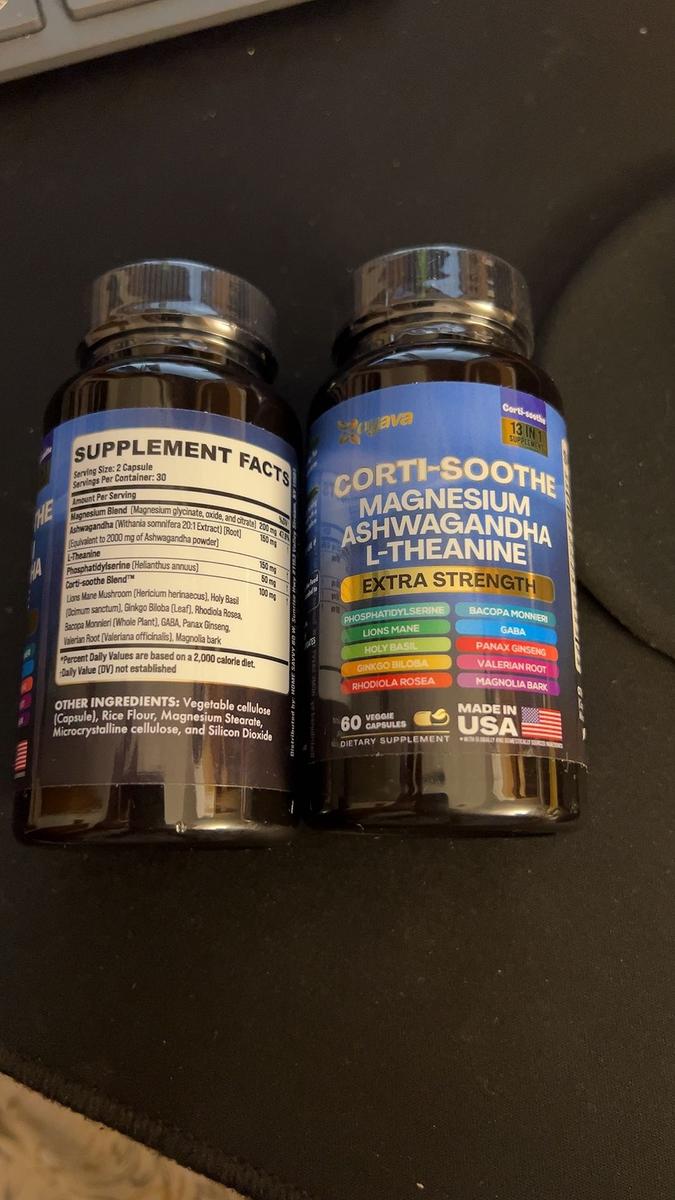 SUPPLEMENT FACTS
Serving Size: 2 Capsule
Servings Per Container: 30
Amount Per Serving
Magnesium Blend (Magnesium glycinate, oxide, and citrate) 200 mg
Ashwagandha (Withania somnifera 20:1 Extract) (Root) 150 mg
(Equivalent to 2000 mg of Ashwagandha powder)
L-Theanine 150 mg
Phosphatidylserine (Helianthus annuus) 50 mg
Corti-soothe Blend™ 100 mg
Lions Mane Mushroom (Hericium herinaceus), Holy Basil
(Ocimum sanctum), Ginkgo Biloba (Leaf), Rhodiola Rosea,
Bacopa Monnieri (Whole Plant), GABA, Panax Ginseng,
Valerian Root (Valeriana officinalis), Magnolia bark
*Percent Daily Values are based on a 2,000 calorie diet.
Daily Value (DV) not established
OTHER INGREDIENTS: Vegetable cellulose
(Capsule), Rice Flour, Magnesium Stearate,
Microcrystalline cellulose, and Silicon Dioxide
Corti-soothe
13 IN 1
SUPPLEMENT
CORTI-SOOTHE
MAGNESIUM
ASHWAGANDHA
L-THEANINE
EXTRA STRENGTH
PHOSPHATIDYLSERINE BACOPA MONNIERI
LIONS MANE GABA
HOLY BASIL PANAX GINSENG
GINKGO BILOBA VALERIAN ROOT
RHODIOLA ROSEA MAGNOLIA BARK
60 VEGGIE
CAPSULES
DIETARY SUPPLEMENT
MADE IN
USA